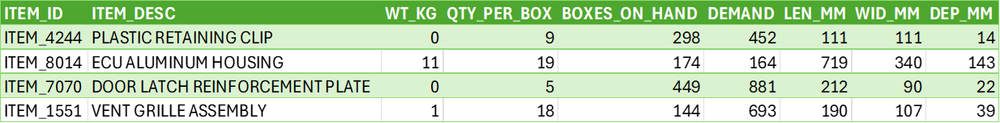 ITEM_ID ITEM_DESC WT_KG QTY_PER_BOX BOXES_ON_HAND DEMAND LEN_MM WID_MM DEP_MM
ITEM_4244 PLASTIC RETAINING CLIP 0 9 298 452 111 111 14
ITEM_8014 ECU ALUMINUM HOUSING 11 19 174 164 719 340 143
ITEM_7070 DOOR LATCH REINFORCEMENT PLATE 0 5 449 881 212 90 22
ITEM_1551 VENT GRILLE ASSEMBLY 1 18 144 693 190 107 39